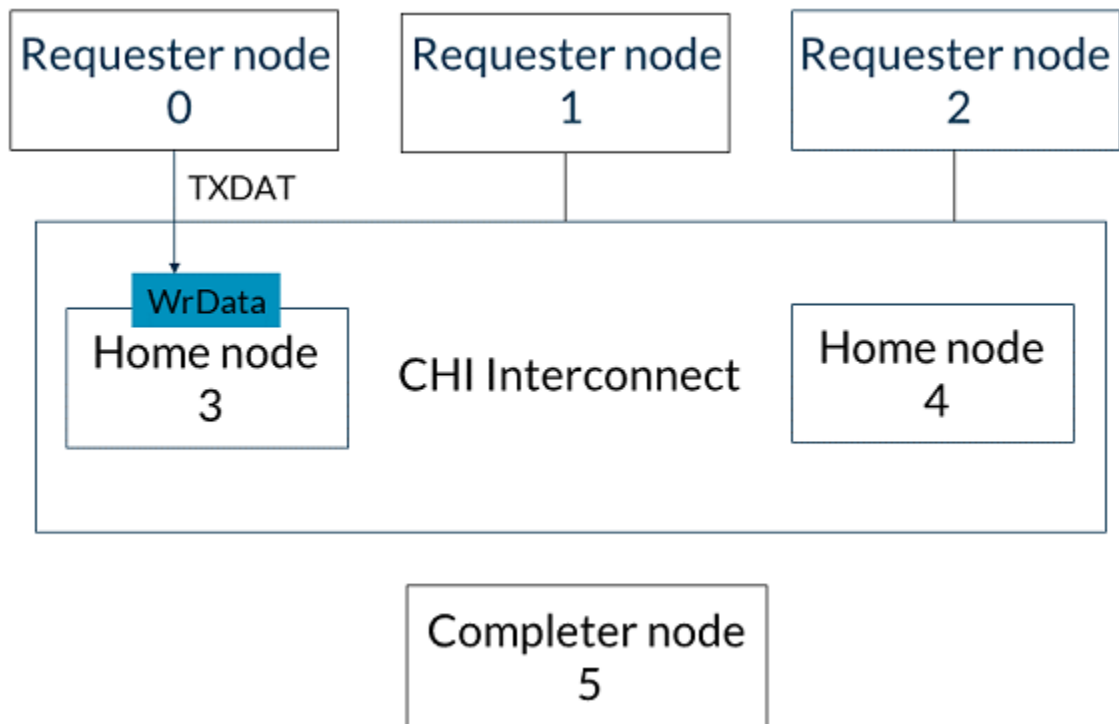 Requester node
0
Requester node
1
Requester node
2
TXDAT
WrData
Home node
3
CHI Interconnect
Home node
4
Completer node
5